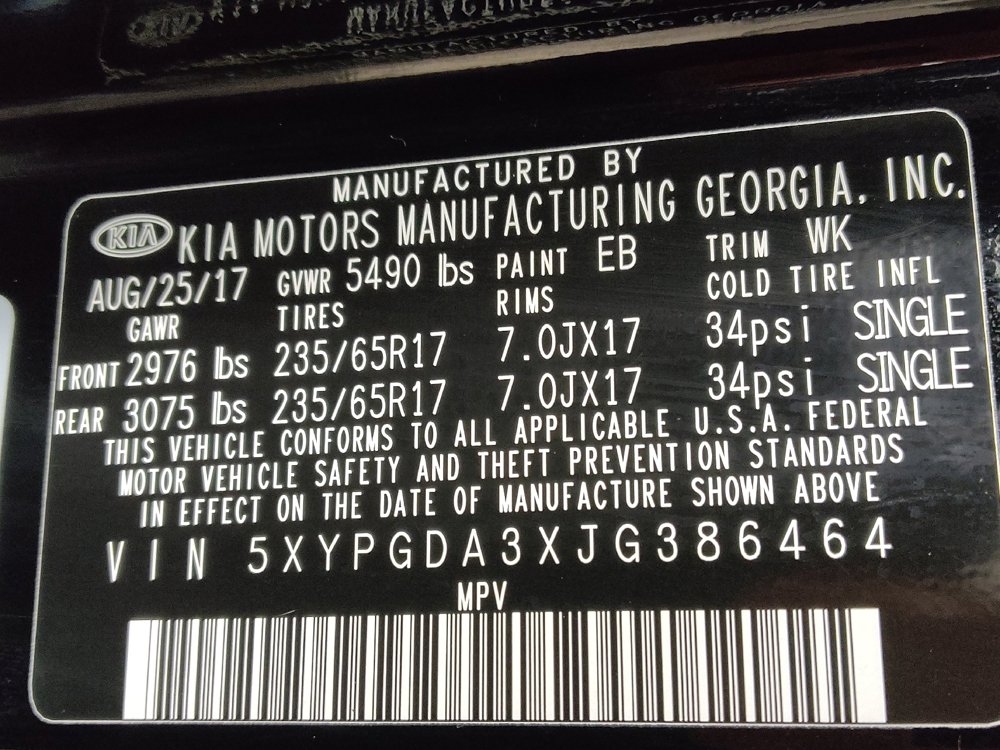 MANUFACTURED BY
KIA KIA MOTORS MANUFACTURING GEORGIA, INC.
AUG/25/17 GVWR 5490 lbs PAINT EB TRIM WK
GAWR TIRES RIMS COLD TIRE INFL
FRONT 2976 lbs 235/65R17 7.0JX17 34psi SINGLE
REAR 3075 lbs 235/65R17 7.0JX17 34psi SINGLE
THIS VEHICLE CONFORMS TO ALL APPLICABLE U.S.A. FEDERAL
MOTOR VEHICLE SAFETY AND THEFT PREVENTION STANDARDS
IN EFFECT ON THE DATE OF MANUFACTURE SHOWN ABOVE
VIN 5XYPGDA3XJG386464
MPV